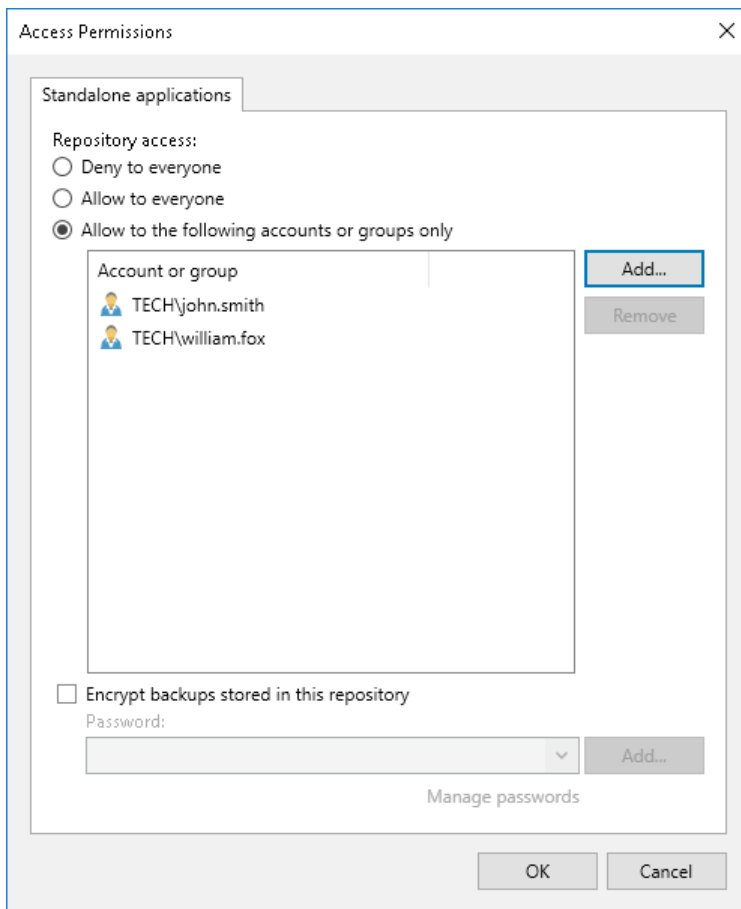 Access Permissions
Standalone applications
Repository access:
Deny to everyone
Allow to everyone
Allow to the following accounts or groups only
Account or group
Add...
TECH\john.smith
Remove
TECH\william.fox
Encrypt backups stored in this repository
Password:
Add...
Manage passwords
OK
Cancel